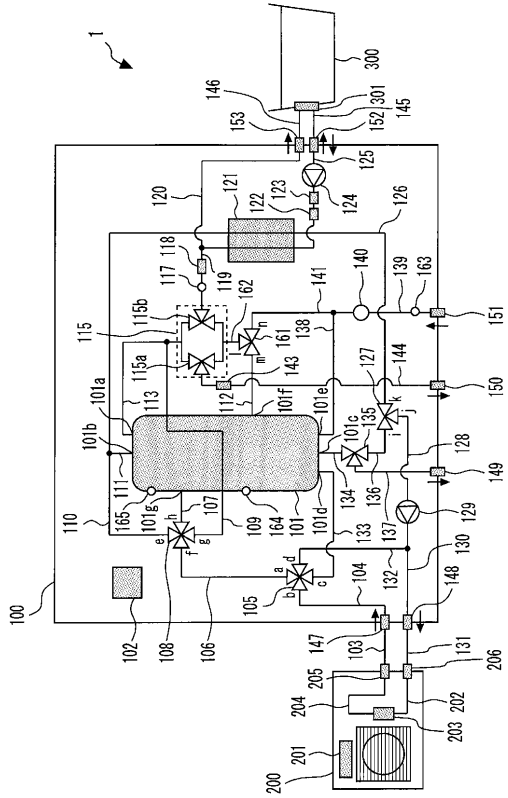 1
146
153
301
300
145
152
125
120
121
122
123
124
126
118
117
119
115
115b
115a
162
n
161
l
m
141
138
140
139
163
151
143
144
127
150
101a
101b
113
112
101f
101e
101c
135
k
i
j
111
110
165
101g
107
109
101
164
101d
134
136
137
128
149
129
133
130
132
h
e
f
g
108
106
a
d
b
c
105
104
100
102
147
148
103
131
205
206
204
202
203
201
200